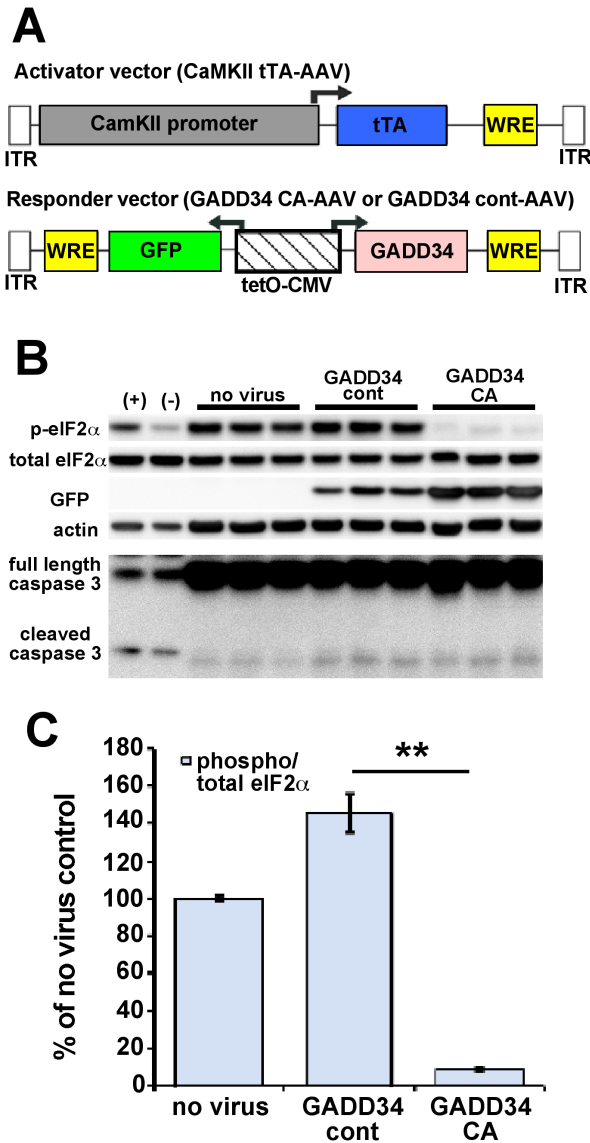 A
Activator vector (CaMKII tTA-AAV)
CamKII promoter tTA WRE
ITR ITR
Responder vector (GADD34 CA-AAV or GADD34 cont-AAV)
WRE GFP GADD34 WRE
ITR tetO-CMV ITR
B
(+) (-) no virus GADD34 cont GADD34 CA
p-eIF2α
total eIF2α
GFP
actin
full length
caspase 3
cleaved
caspase 3
C
180
160
140
120
100
80
60
40
20
0
% of no virus control
phospho/
total eIF2α
**
no virus GADD34 GADD34
cont CA